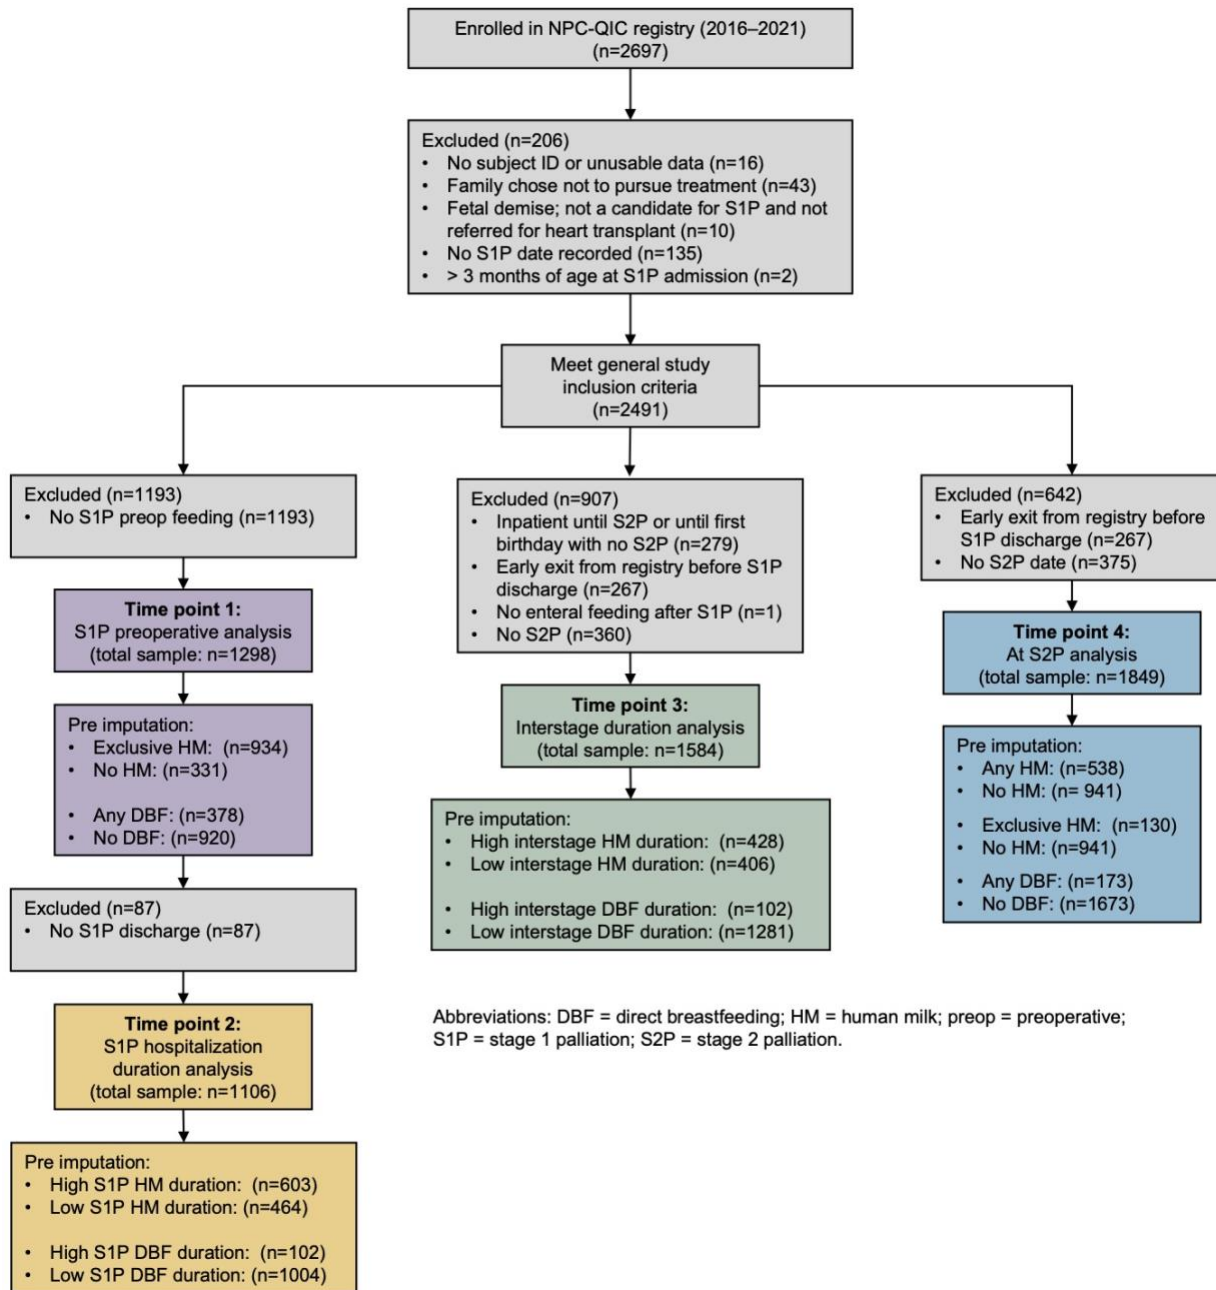 Enrolled in NPC-QIC registry (2016–2021)
(n=2697)
Excluded (n=206)
• No subject ID or unusable data (n=16)
• Family chose not to pursue treatment (n=43)
• Fetal demise; not a candidate for S1P and not
referred for heart transplant (n=10)
• No S1P date recorded (n=135)
• > 3 months of age at S1P admission (n=2)
Meet general study
inclusion criteria
(n=2491)
Excluded (n=1193)
• No S1P preop feeding (n=1193)
Time point 1:
S1P preoperative analysis
(total sample: n=1298)
Pre imputation:
• Exclusive HM: (n=934)
• No HM: (n=331)
• Any DBF: (n=378)
• No DBF: (n=920)
Excluded (n=87)
• No S1P discharge (n=87)
Time point 2:
S1P hospitalization
duration analysis
(total sample: n=1106)
Pre imputation:
• High S1P HM duration: (n=603)
• Low S1P HM duration: (n=464)
• High S1P DBF duration: (n=102)
• Low S1P DBF duration: (n=1004)
Excluded (n=907)
• Inpatient until S2P or until first
birthday with no S2P (n=279)
• Early exit from registry before S1P
discharge (n=267)
• No enteral feeding after S1P (n=1)
• No S2P (n=360)
Time point 3:
Interstage duration analysis
(total sample: n=1584)
Pre imputation:
• High interstage HM duration: (n=428)
• Low interstage HM duration: (n=406)
• High interstage DBF duration: (n=102)
• Low interstage DBF duration: (n=1281)
Excluded (n=642)
• Early exit from registry before
S1P discharge (n=267)
• No S2P date (n=375)
Time point 4:
At S2P analysis
(total sample: n=1849)
Pre imputation:
• Any HM: (n=538)
• No HM: (n= 941)
• Exclusive HM: (n=130)
• No HM: (n=941)
• Any DBF: (n=173)
• No DBF: (n=1673)
Abbreviations: DBF = direct breastfeeding; HM = human milk; preop = preoperative;
S1P = stage 1 palliation; S2P = stage 2 palliation.